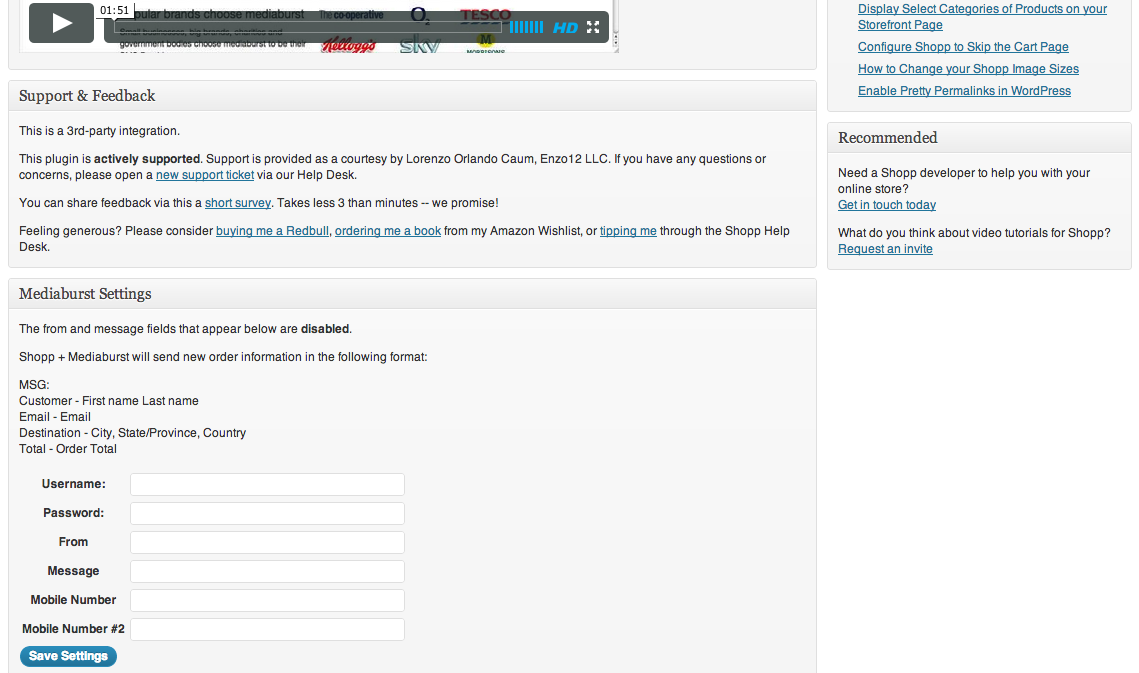 01:51
pular brands choose mediaburst
The co-operative
O2
TESCO
Small businesses, big brands, charities and
government bodies choose mediaburst to be their
Kelloggs
sky
M
MORRISONS
HD
Display Select Categories of Products on your
Storefront Page
Configure Shopp to Skip the Cart Page
How to Change your Shopp Image Sizes
Enable Pretty Permalinks in WordPress
Support & Feedback
This is a 3rd-party integration.
This plugin is actively supported. Support is provided as a courtesy by Lorenzo Orlando Caum, Enzo12 LLC. If you have any questions or
concerns, please open a new support ticket via our Help Desk.
You can share feedback via this a short survey. Takes less 3 than minutes -- we promise!
Feeling generous? Please consider buying me a Redbull, ordering me a book from my Amazon Wishlist, or tipping me through the Shopp Help
Desk.
Recommended
Need a Shopp developer to help you with your
online store?
Get in touch today
What do you think about video tutorials for Shopp?
Request an invite
Mediaburst Settings
The from and message fields that appear below are disabled.
Shopp + Mediaburst will send new order information in the following format:
MSG:
Customer - First name Last name
Email - Email
Destination - City, State/Province, Country
Total - Order Total
Username:
Password:
From
Message
Mobile Number
Mobile Number #2
Save Settings